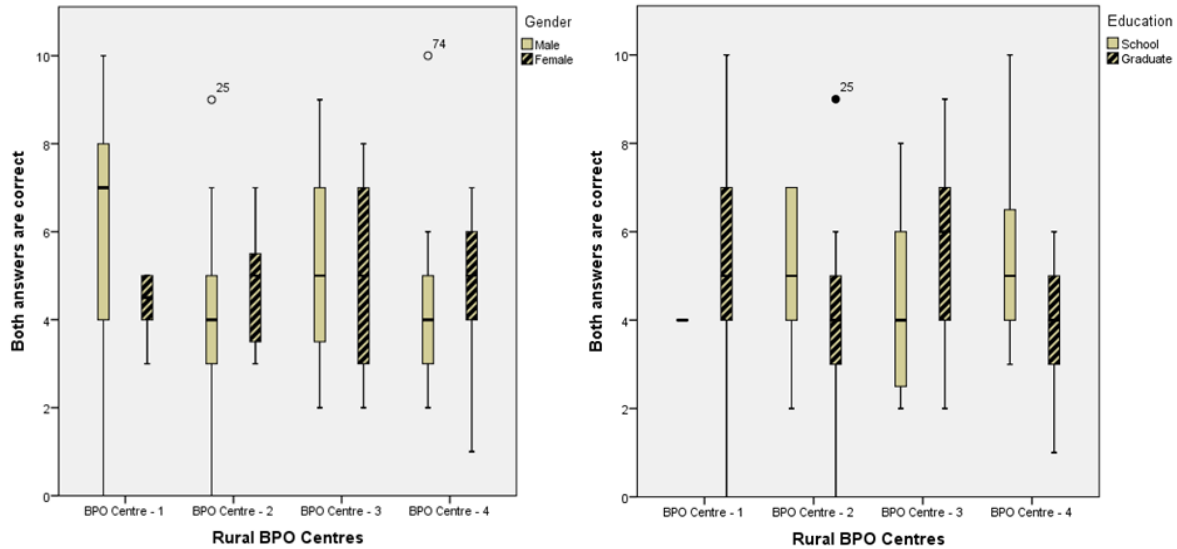 Gender
Male
Female
Both answers are correct
10
8
6
4
2
0
74
25
BPO Centre - 1 BPO Centre - 2 BPO Centre - 3 BPO Centre - 4
Rural BPO Centres
Education
School
Graduate
Both answers are correct
10
8
6
4
2
0
25
BPO Centre - 1 BPO Centre - 2 BPO Centre - 3 BPO Centre - 4
Rural BPO Centres